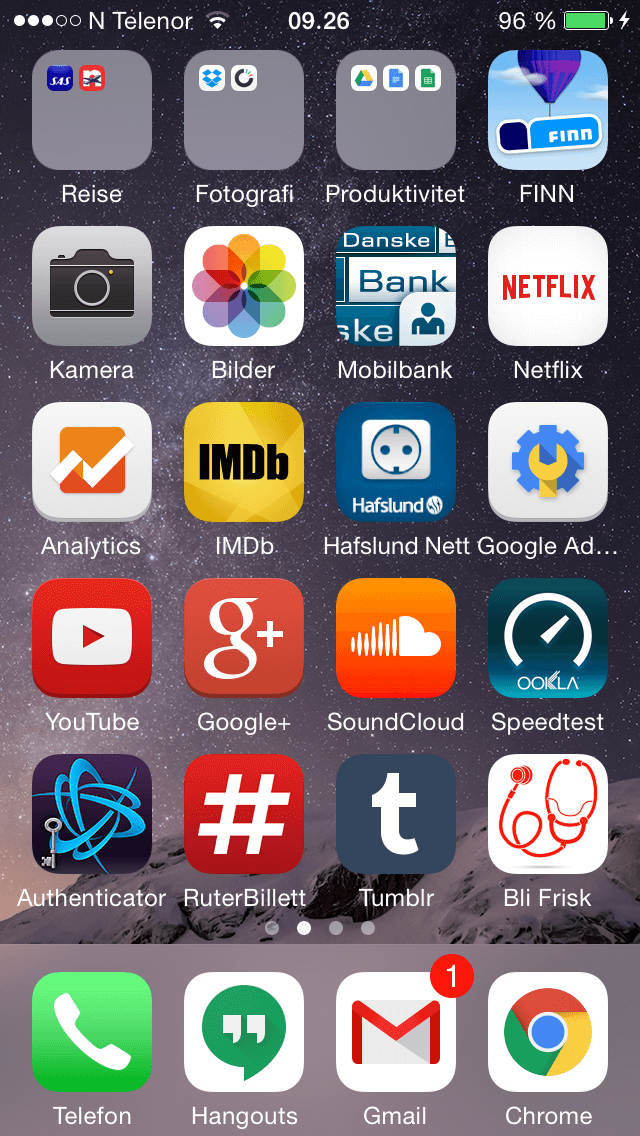 N Telenor 09.26 96 %
SAS
Reise Fotografi Produktivitet FINN
FINN
Danske
Bank
ske
NETFLIX
Kamera Bilder Mobilbank Netflix
IMDb
Hafslund
Analytics IMDb Hafslund Nett Google Ad...
g+
OOKLA
YouTube Google+ SoundCloud Speedtest
#
t
Authenticator RuterBillett Tumblr Bli Frisk
1
Telefon Hangouts Gmail Chrome